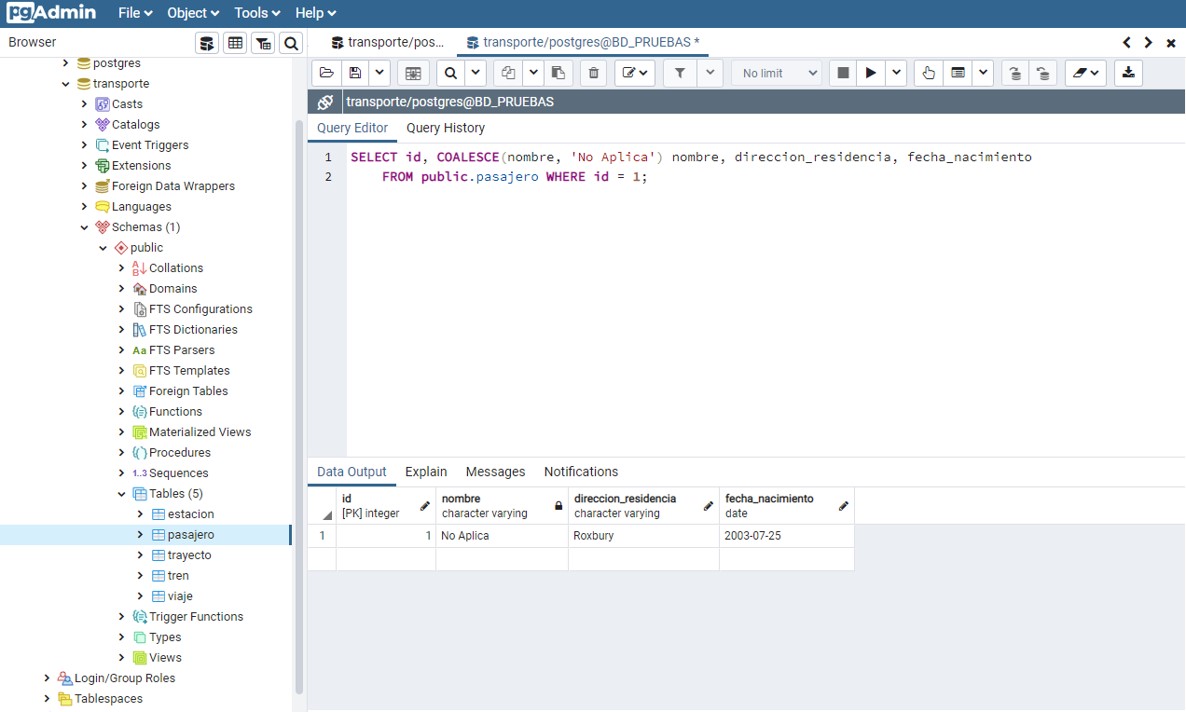 pgAdmin File Object Tools Help
Browser
transporte/pos... transporte/postgres@BD_PRUEBAS *
postgres
transporte
Casts
Catalogs
Event Triggers
Extensions
Foreign Data Wrappers
Languages
Schemas (1)
public
Collations
Domains
FTS Configurations
FTS Dictionaries
Aa FTS Parsers
FTS Templates
Foreign Tables
Functions
Materialized Views
Procedures
1..3 Sequences
Tables (5)
estacion
pasajero
trayecto
tren
viaje
Trigger Functions
Types
Views
Login/Group Roles
Tablespaces
No limit
transporte/postgres@BD_PRUEBAS
Query Editor Query History
1 SELECT id, COALESCE(nombre, 'No Aplica') nombre, direccion_residencia, fecha_nacimiento
2 FROM public.pasajero WHERE id = 1;
Data Output Explain Messages Notifications
id nombre direccion_residencia fecha_nacimiento
[PK] integer character varying character varying date
1 1 No Aplica Roxbury 2003-07-25